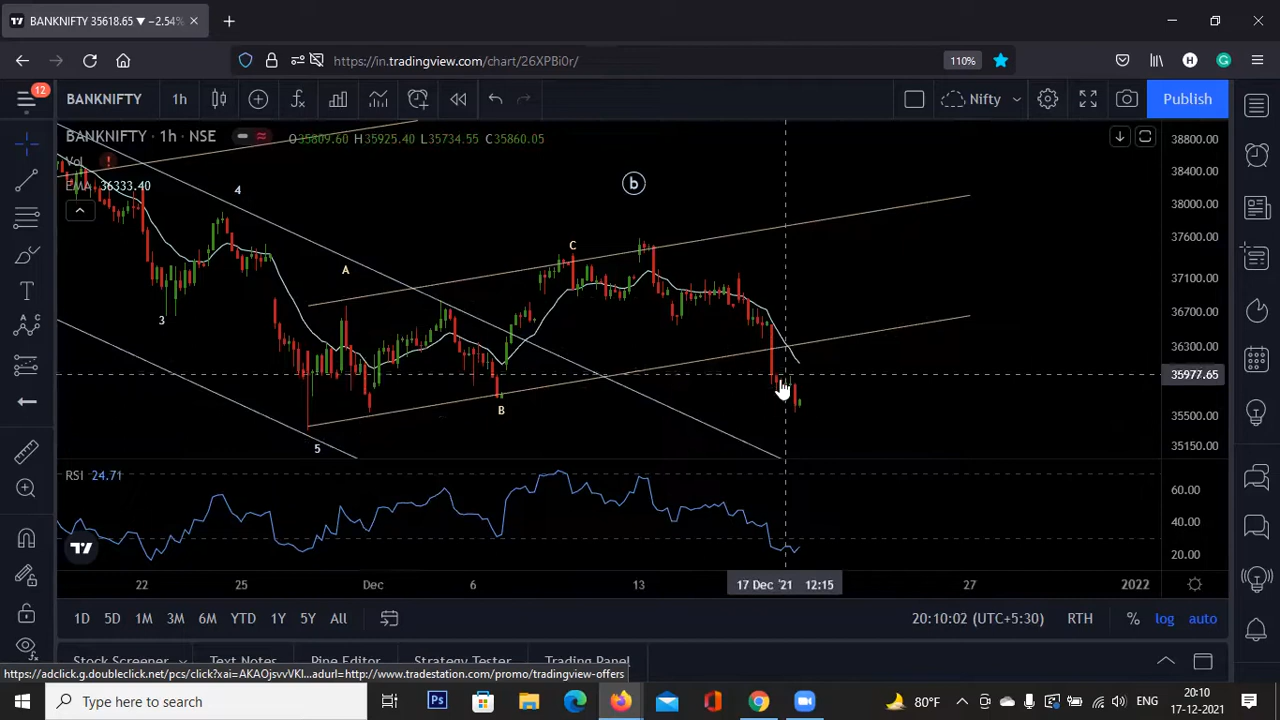 BANKNIFTY 35618.65 ▼ −2.54%
https://in.tradingview.com/chart/26XPBi0r/
110%
12
BANKNIFTY
1h
Nifty
Publish
BANKNIFTY · 1h · NSE
O35809.60 H35925.40 L35734.55 C35860.05
Vol
EMA 36333.40
38800.00
38400.00
38000.00
37600.00
37100.00
36700.00
36300.00
35977.65
35500.00
35150.00
b
4
A
C
3
B
5
RSI 24.71
60.00
40.00
20.00
22
25
Dec
6
13
17 Dec '21 12:15
27
2022
1D
5D
1M
3M
6M
YTD
1Y
5Y
All
20:10:02 (UTC+5:30)
RTH
%
log
auto
Stock Screener
Text Notes
Pine Editor
Strategy Tester
Trading Panel
https://adclick.g.doubleclick.net/pcs/click?xai=AKAOjsvvVKI...adurl=http://www.tradestation.com/promo/tradingview-offers
Type here to search
Ps
80°F
ENG
20:10
17-12-2021